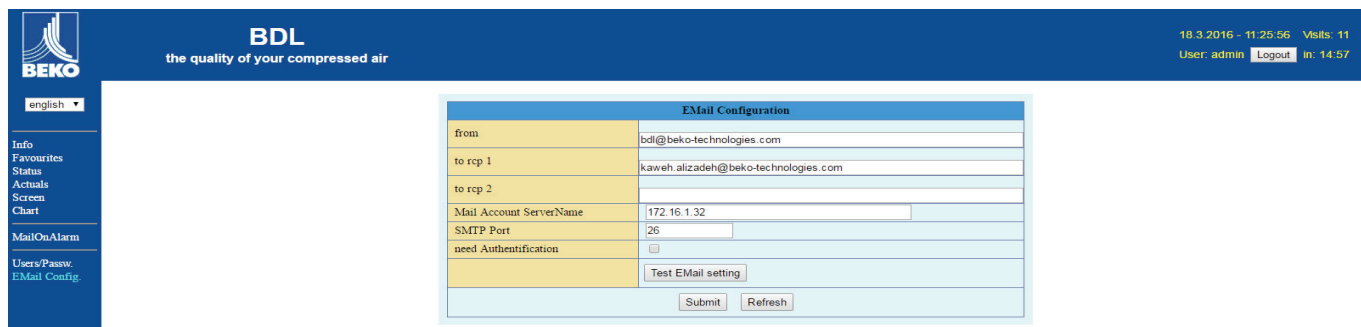 BEKO
BDL
the quality of your compressed air
18.3.2016 - 11:25:56 Visits: 11
User: admin Logout in: 14:57
english
Info
Favourites
Status
Actuals
Screen
Chart
MailOnAlarm
Users/Passw.
EMail Config.
EMail Configuration
from bdl@beko-technologies.com
to rcp 1 kaweh.alizadeh@beko-technologies.com
to rcp 2
Mail Account ServerName 172.16.1.32
SMTP Port 26
need Authentification
Test EMail setting
Submit Refresh